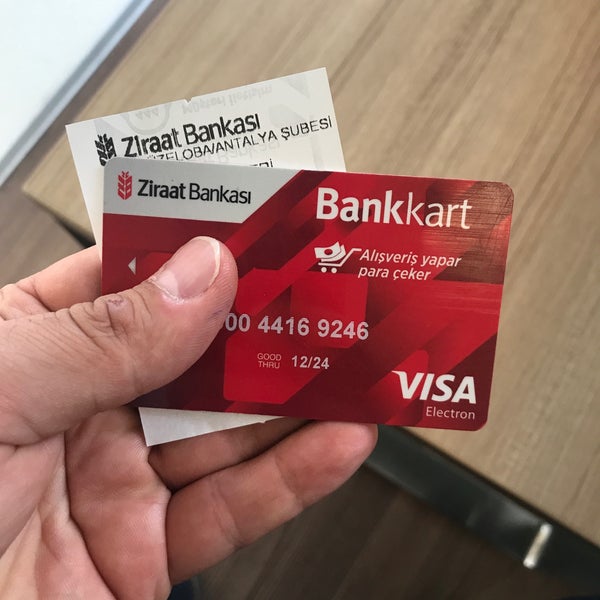 Ziraat Bankası
ZELOBA/ANTALYA ŞUBESİ
Ziraat Bankası
Bankkart
Alışveriş yapar
para çeker
00 4416 9246
GOOD
THRU 12/24
VISA
Electron